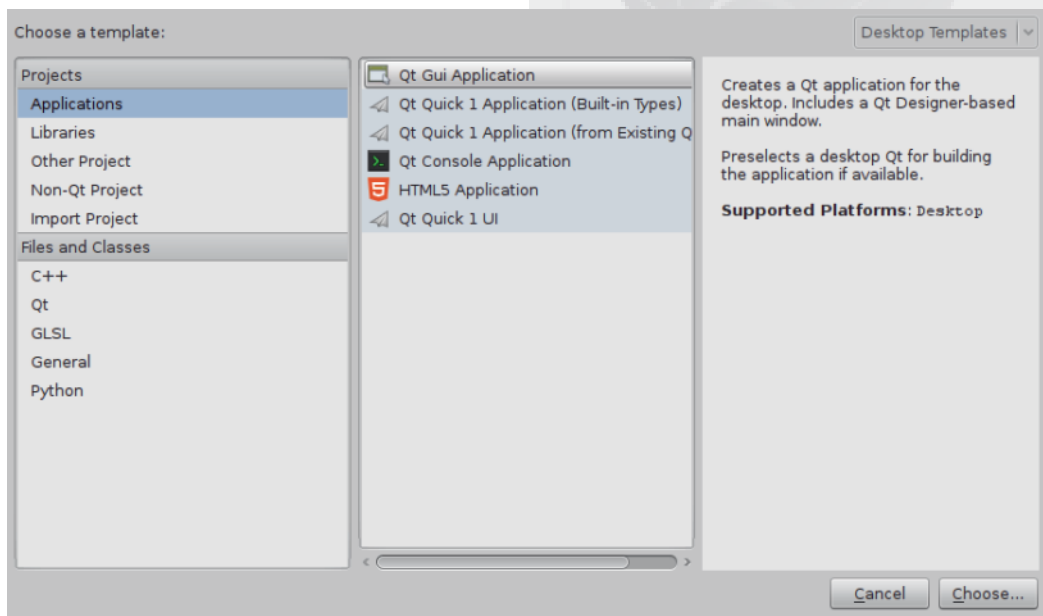 Choose a template:
Desktop Templates
Projects
Applications
Libraries
Other Project
Non-Qt Project
Import Project
Files and Classes
C++
Qt
GLSL
General
Python
Qt Gui Application
Qt Quick 1 Application (Built-in Types)
Qt Quick 1 Application (from Existing Q
Qt Console Application
HTML5 Application
Qt Quick 1 UI
Creates a Qt application for the
desktop. Includes a Qt Designer-based
main window.
Preselects a desktop Qt for building
the application if available.
Supported Platforms: Desktop
Cancel
Choose...